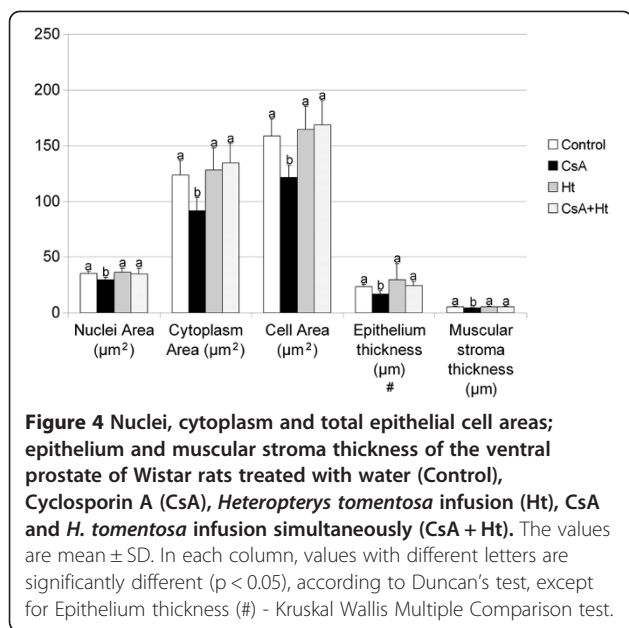 250
200
150
100
50
0
a
b
a
a
a
b
a
a
a
b
a
a
a
b
a
a
a
b
a
a
Control
CsA
Ht
CsA+Ht
Nuclei Area
(µm²)
Cytoplasm
Area (µm²)
Cell Area
(µm²)
Epithelium
thickness
(µm)
#
Muscular
stroma
thickness
(µm)
Figure 4 Nuclei, cytoplasm and total epithelial cell areas;
epithelium and muscular stroma thickness of the ventral
prostate of Wistar rats treated with water (Control),
Cyclosporin A (CsA), Heteropterys tomentosa infusion (Ht), CsA
and H. tomentosa infusion simultaneously (CsA + Ht). The values
are mean ± SD. In each column, values with different letters are
significantly different (p < 0.05), according to Duncan's test, except
for Epithelium thickness (#) - Kruskal Wallis Multiple Comparison test.